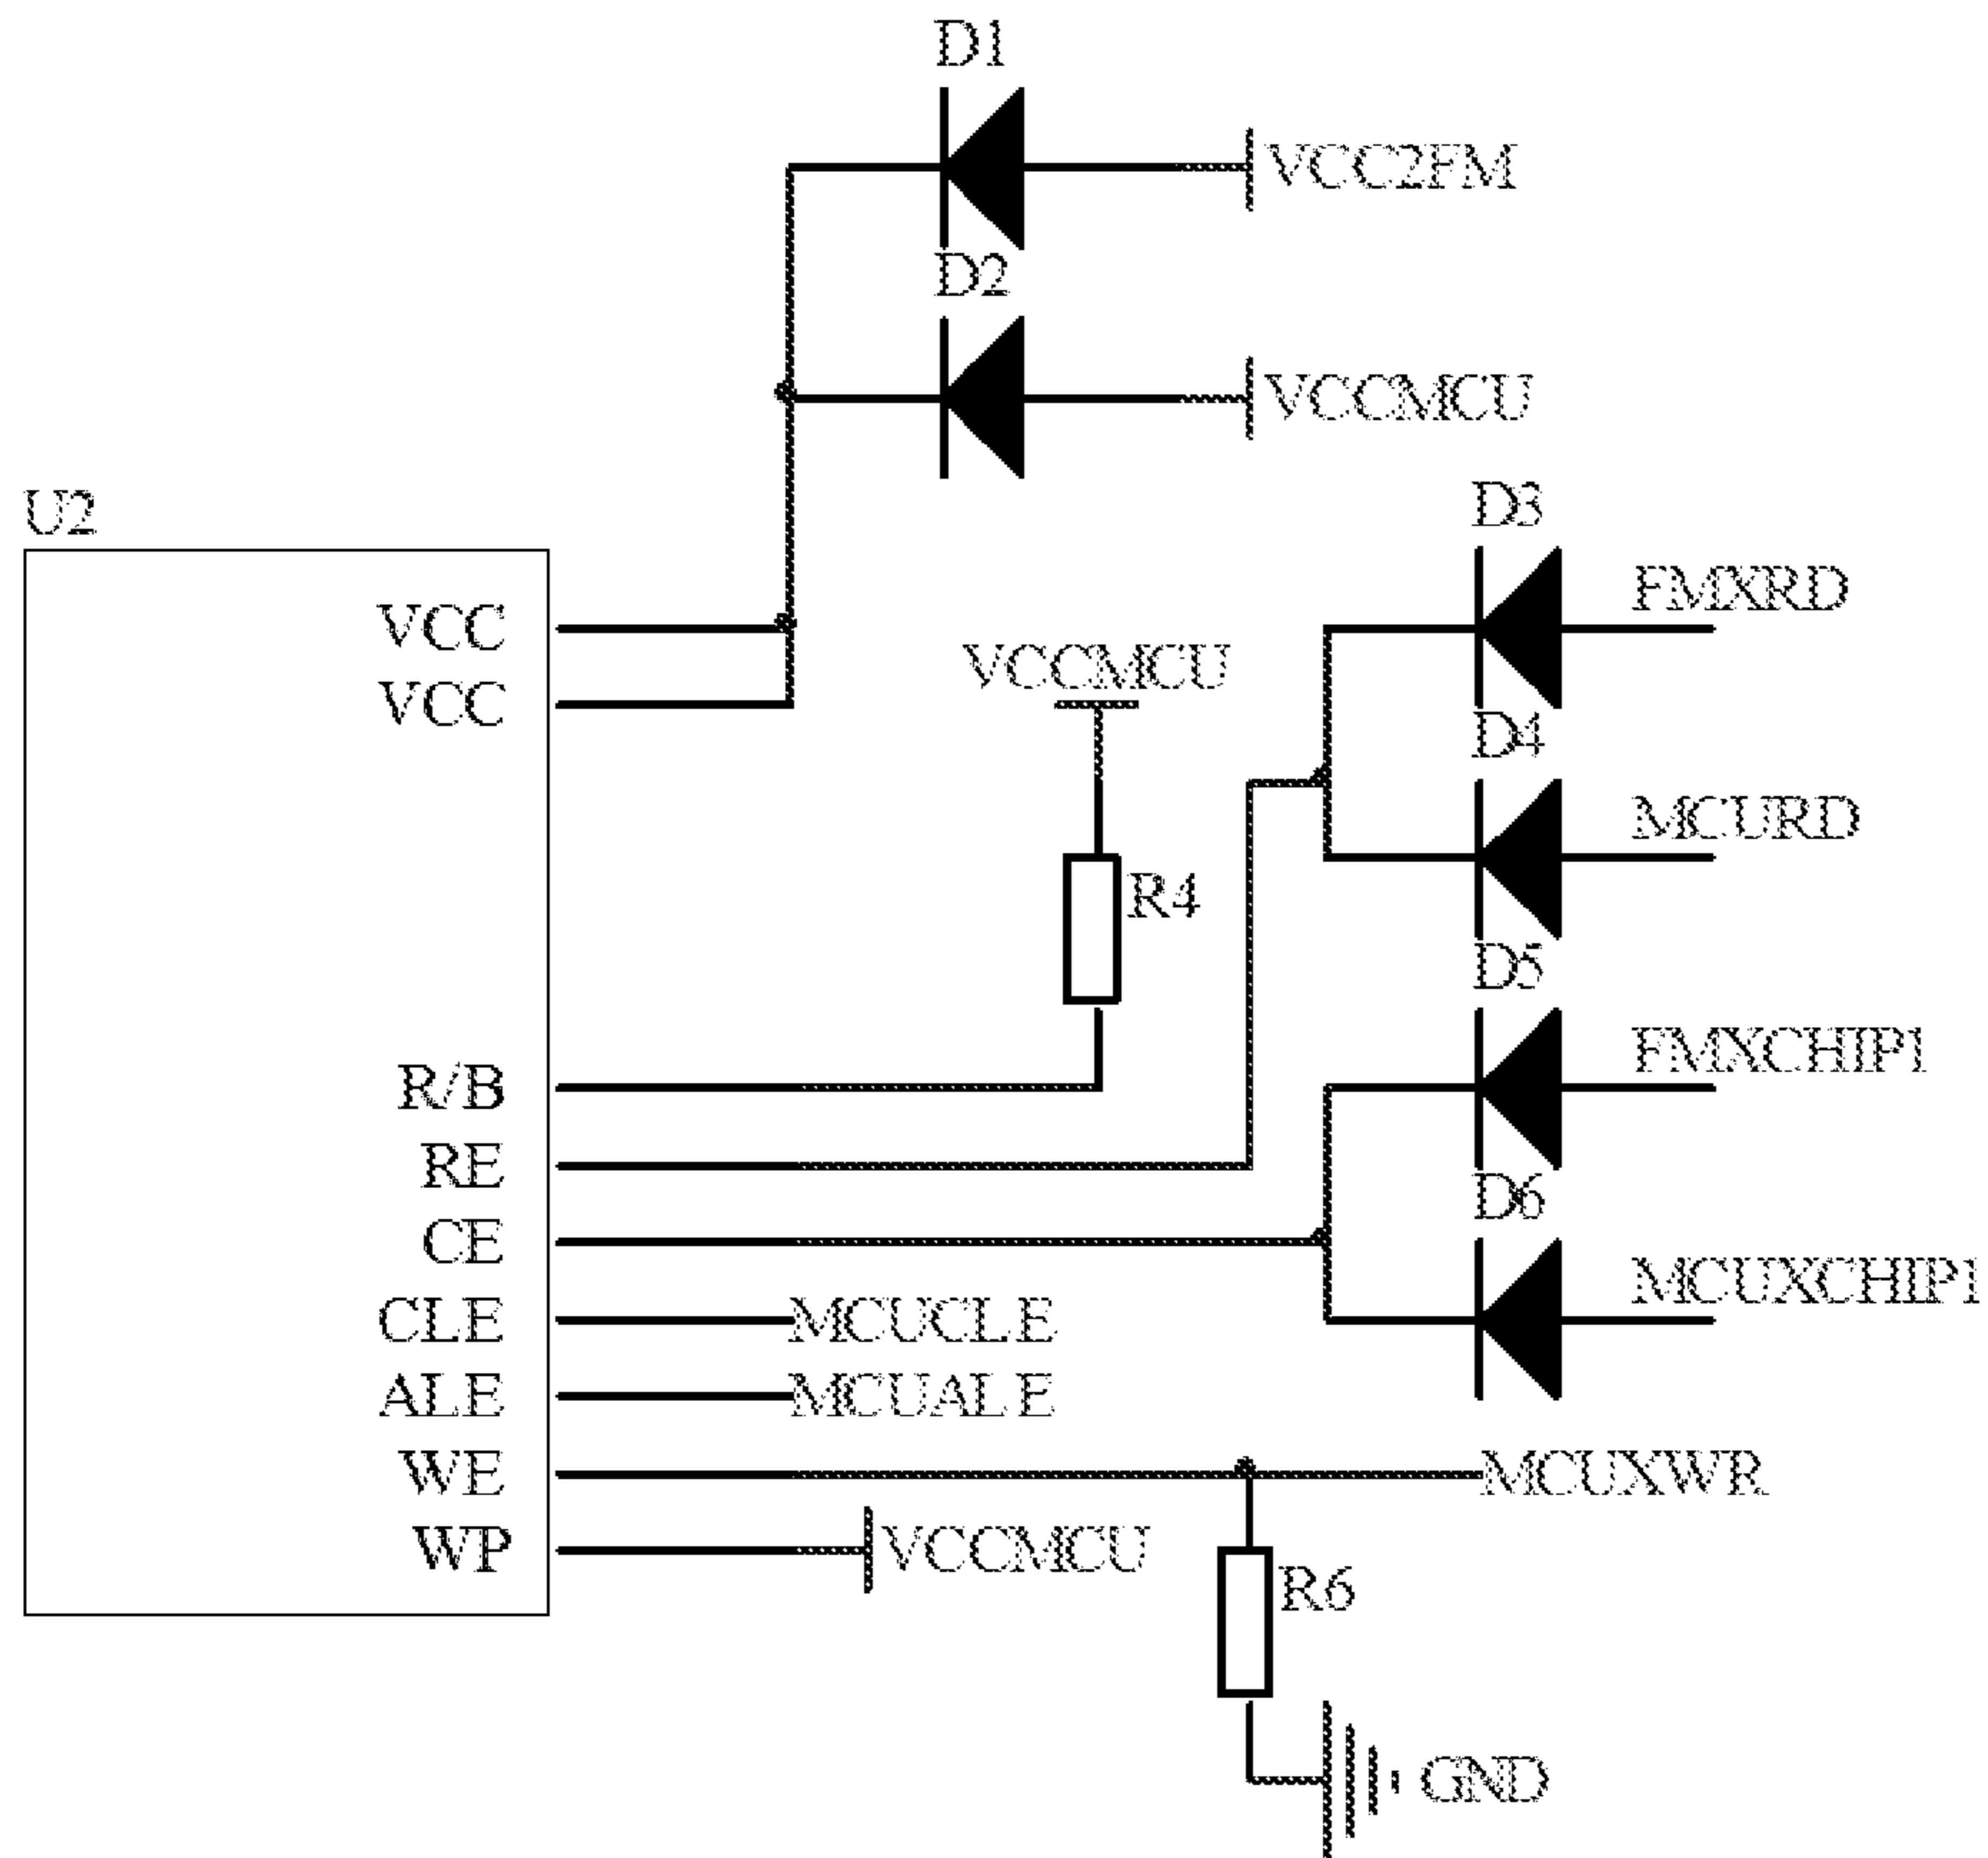 D1
VCC2FM
D2
VCCMCU
U2
D3
VCC
FMXRD
VCCMCU
VCC
D4
MCURD
R4
D5
FMXCHIP1
R/B
RE
D6
CE
MCUXCHIP1
CLE
MCUCLE
ALE
MCUALE
WE
MCUXWR
WP
VCCMCU
R6
GND